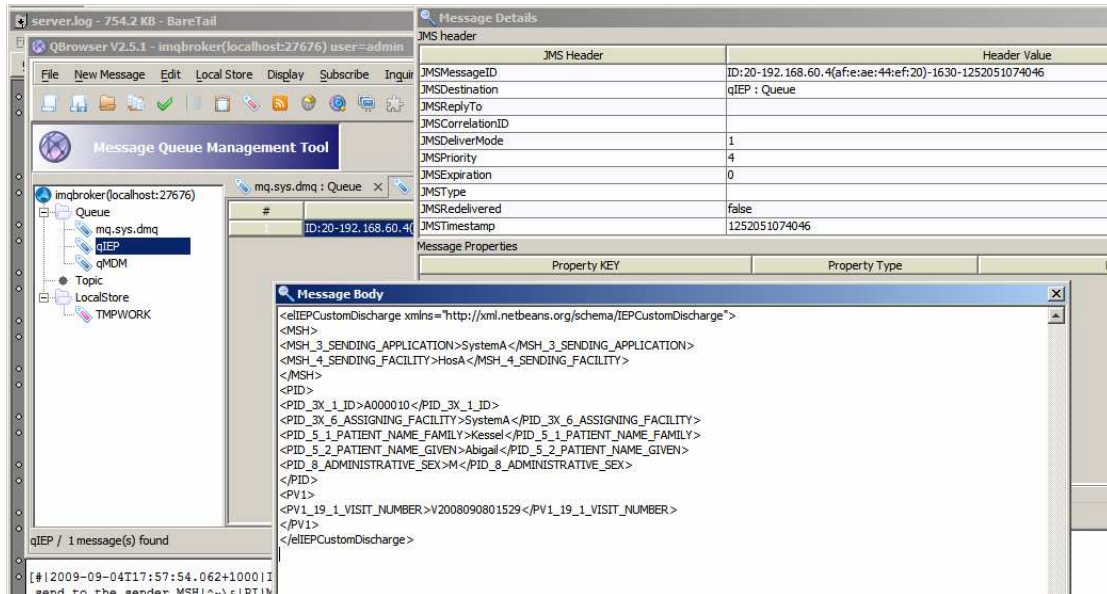 server.log - 754.2 KB - BareTail
QBrowser V2.5.1 - imqbroker(localhost:27676) user=admin
File New Message Edit Local Store Display Subscribe Inquir
Message Queue Management Tool
imqbroker(localhost:27676)
Queue
mq.sys.dmq
qIEP
qMDM
Topic
LocalStore
TMPWORK
mq.sys.dmq : Queue
#
1 ID:20-192.168.60.4(
qIEP / 1 message(s) found
Message Details
JMS header
JMS Header Header Value
JMSMessageID ID:20-192.168.60.4(af:e:ae:44:ef:20)-1630-1252051074046
JMSDestination qIEP : Queue
JMSReplyTo
JMSCorrelationID
JMSDeliverMode 1
JMSPriority 4
JMSExpiration 0
JMSType
JMSRedelivered false
JMSTimestamp 1252051074046
Message Properties
Property KEY Property Type
Message Body
<elIEPCustomDischarge xmlns="http://xml.netbeans.org/schema/IEPCustomDischarge">
<MSH>
<MSH_3_SENDING_APPLICATION>SystemA</MSH_3_SENDING_APPLICATION>
<MSH_4_SENDING_FACILITY>HosA</MSH_4_SENDING_FACILITY>
</MSH>
<PID>
<PID_3X_1_ID>A000010</PID_3X_1_ID>
<PID_3X_6_ASSIGNING_FACILITY>SystemA</PID_3X_6_ASSIGNING_FACILITY>
<PID_5_1_PATIENT_NAME_FAMILY>Kessel</PID_5_1_PATIENT_NAME_FAMILY>
<PID_5_2_PATIENT_NAME_GIVEN>Abigail</PID_5_2_PATIENT_NAME_GIVEN>
<PID_8_ADMINISTRATIVE_SEX>M</PID_8_ADMINISTRATIVE_SEX>
</PID>
<PV1>
<PV1_19_1_VISIT_NUMBER>V2008090801529</PV1_19_1_VISIT_NUMBER>
</PV1>
</elIEPCustomDischarge>
[#|2009-09-04T17:57:54.062+1000|I